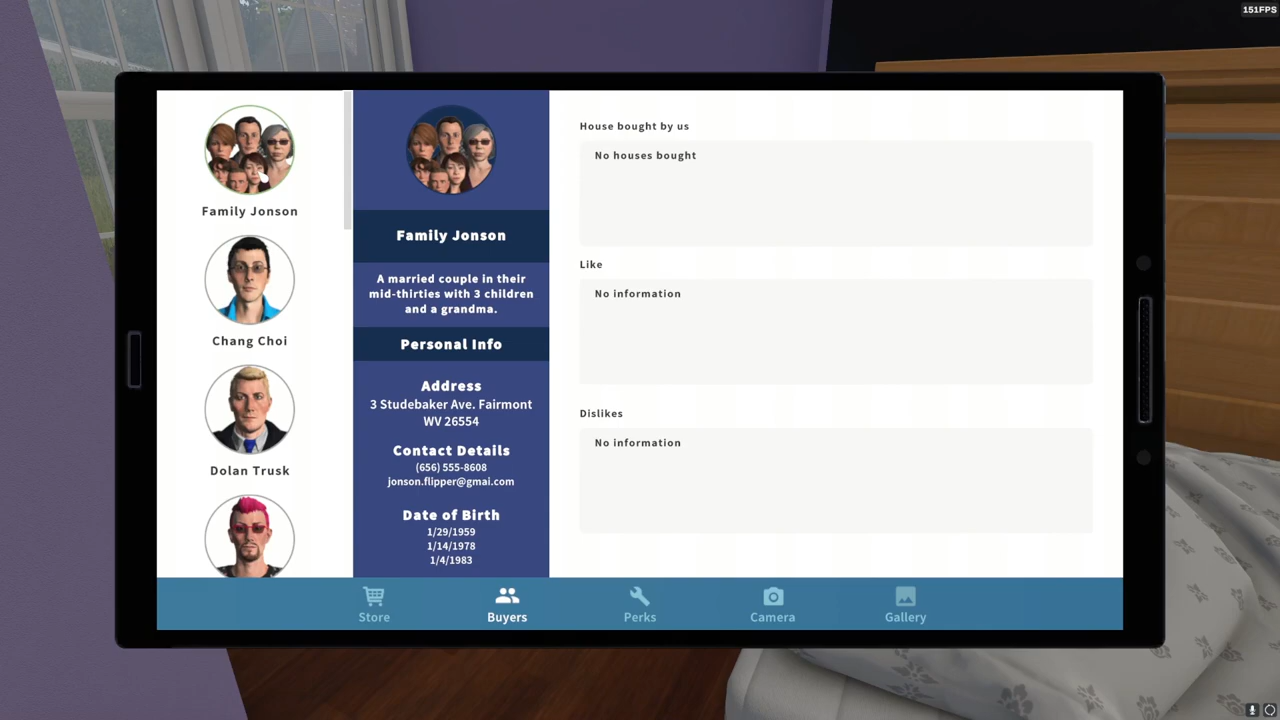 151FPS
Family Jonson
Chang Choi
Dolan Trusk
Family Jonson
A married couple in their
mid-thirties with 3 children
and a grandma.
Personal Info
Address
3 Studebaker Ave. Fairmont
WV 26554
Contact Details
(656) 555-8608
jonson.flipper@gmai.com
Date of Birth
1/29/1959
1/14/1978
1/4/1983
House bought by us
No houses bought
Like
No information
Dislikes
No information
Store
Buyers
Perks
Camera
Gallery